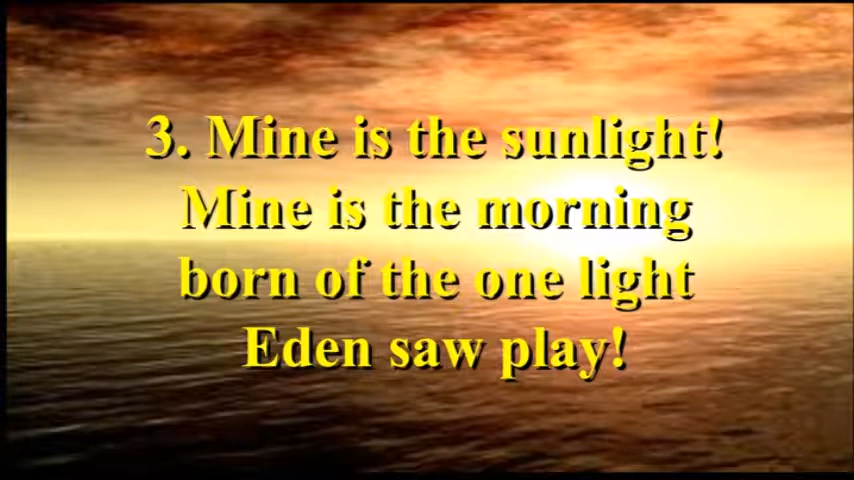 3. Mine is the sunlight!
Mine is the morning
born of the one light
Eden saw play!